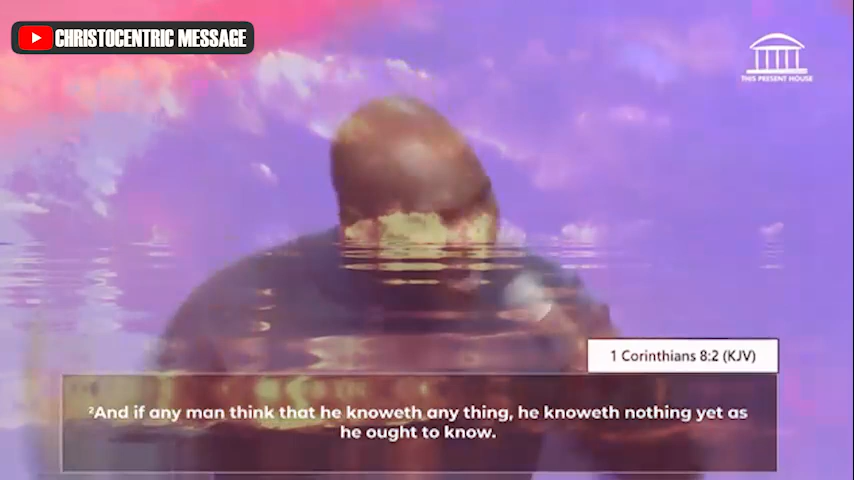 CHRISTOCENTRIC MESSAGE
THIS PRESENT HOUSE
1 Corinthians 8:2 (KJV)
²And if any man think that he knoweth any thing, he knoweth nothing yet as
he ought to know.